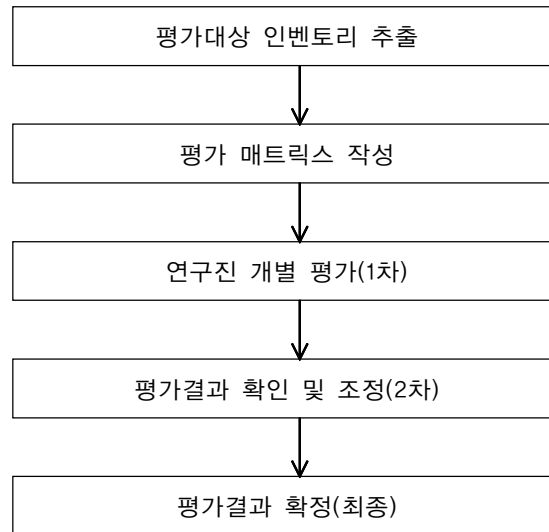 평가대상 인벤토리 추출
평가 매트릭스 작성
연구진 개별 평가(1차)
평가결과 확인 및 조정(2차)
평가결과 확정(최종)